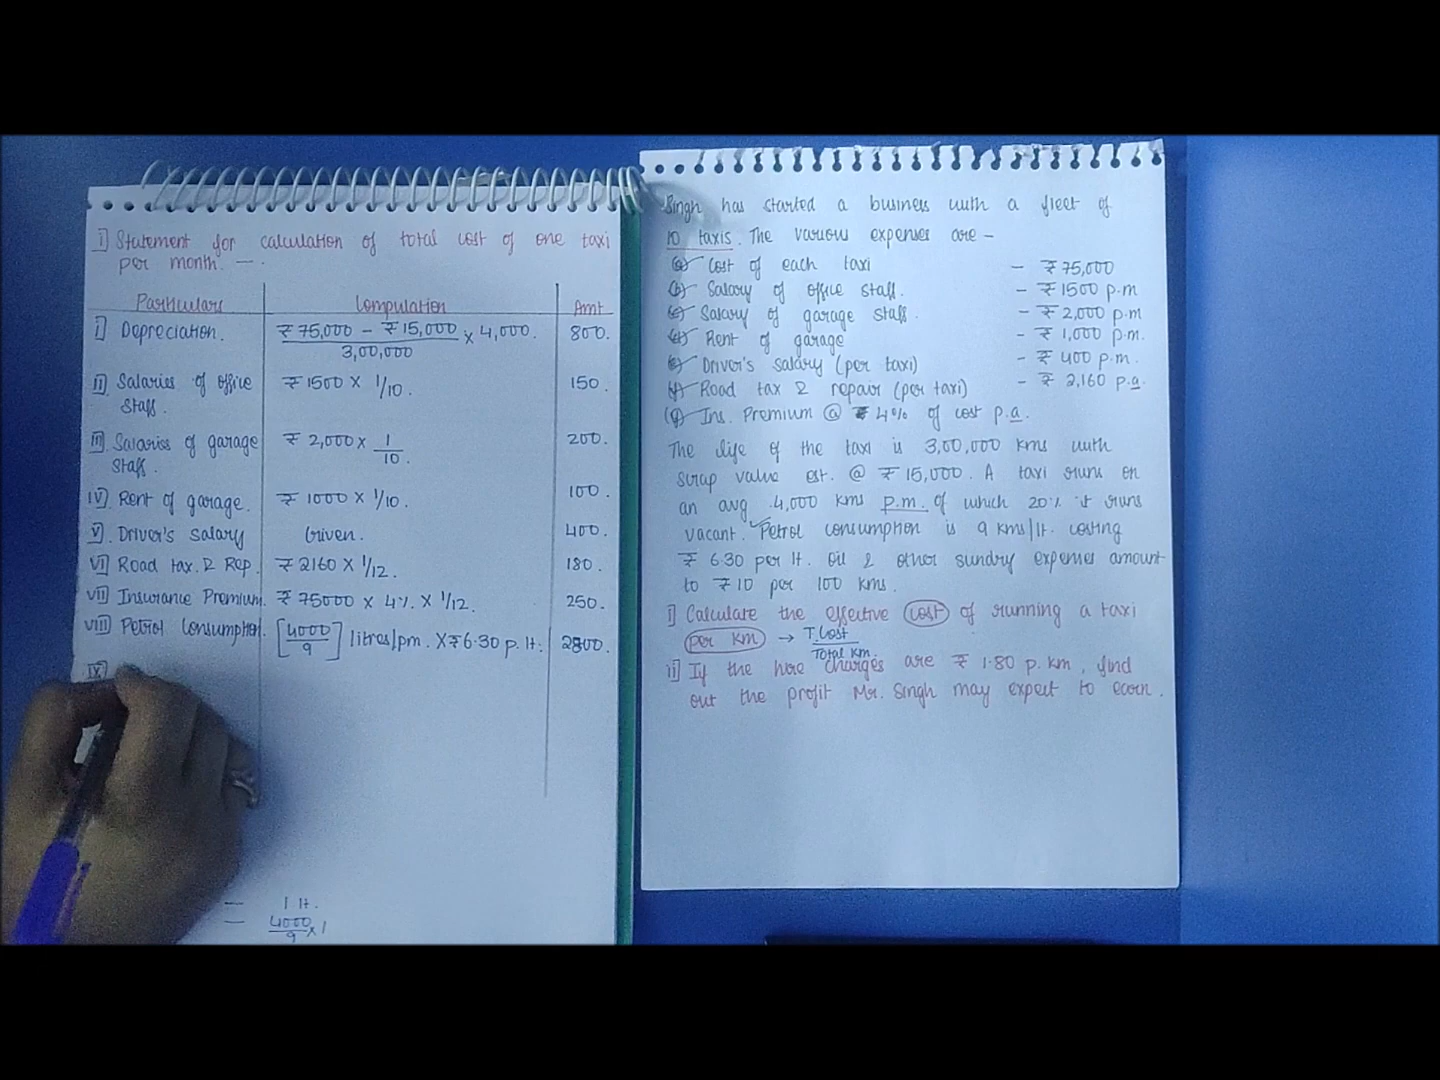 I] Statement for calculation of total cost of one taxi
per month. —
Particulars Computation Amt
I] Depreciation. ₹ 75,000 – ₹ 15,000 / 3,00,000 × 4,000. 800.
II] Salaries of office ₹ 1500 × 1/10. 150.
Staff.
III] Salaries of garage ₹ 2,000 × 1/10. 200.
Staff.
IV] Rent of garage. ₹ 1000 × 1/10. 100.
V]. Driver's Salary Given. 400.
VI] Road tax. & Rep. ₹ 2160 × 1/12. 180.
VII] Insurance Premium. ₹ 75000 × 4%. × 1/12. 250.
VIII] Petrol Consumption. [4000/9] litres/pm. × ₹ 6.30 p. lt. 2800.
IX]
— 1 lt.
— 4000/9 × 1
Singh has started a business with a fleet of
10 taxis. The various expenses are –
(a) Cost of each taxi – ₹ 75,000
(b) Salary of office staff. – ₹ 1500 p.m
(c) Salary of garage staff. – ₹ 2,000 p.m
(d) Rent of garage – ₹ 1,000 p.m.
(e) Driver's salary (per taxi) – ₹ 400 p.m.
(f) Road tax & repair (per taxi) – ₹ 2,160 p.a.
(g) Ins. Premium @ 4% of cost p.a.
The life of the taxi is 3,00,000 kms with
scrap value est. @ ₹ 15,000. A taxi runs on
an avg. 4,000 kms p.m. of which 20% it runs
vacant. Petrol consumption is 9 kms/lt. costing
₹ 6.30 per lt. Oil & other sundry expenses amount
to ₹ 10 per 100 kms.
I] Calculate the effective cost of running a taxi
per km → T. Cost / Total km.
II] If the hire charges are ₹ 1.80 p. km, find
out the profit Mr. Singh may expect to earn.